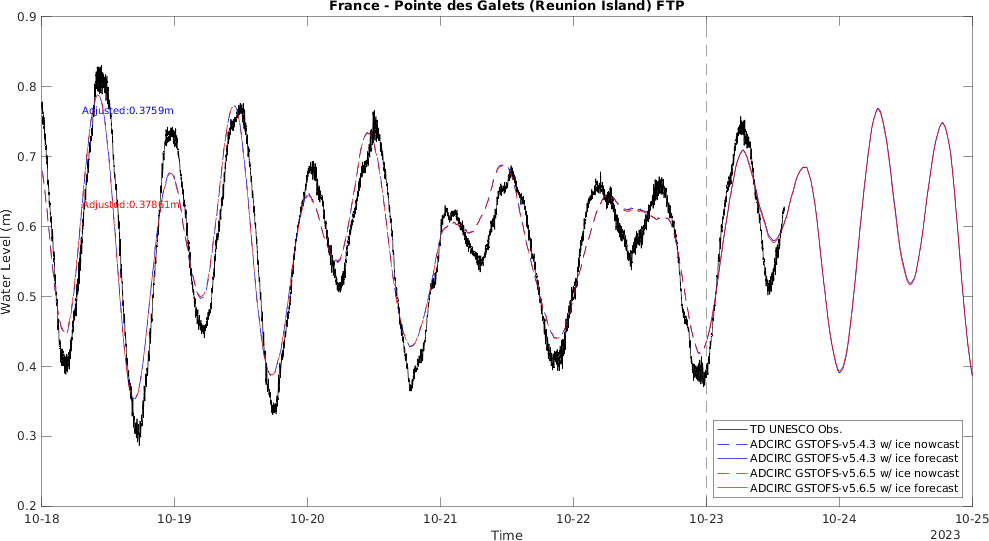 France - Pointe des Galets (Reunion Island) FTP
0.9
0.8
0.7
0.6
0.5
0.4
0.3
0.2
Water Level (m)
Adjusted:0.3759m
Adjusted:0.37861m
TD UNESCO Obs.
ADCIRC GSTOFS-v5.4.3 w/ ice nowcast
ADCIRC GSTOFS-v5.4.3 w/ ice forecast
ADCIRC GSTOFS-v5.6.5 w/ ice nowcast
ADCIRC GSTOFS-v5.6.5 w/ ice forecast
10-18 10-19 10-20 10-21 10-22 10-23 10-24 10-25
Time
2023